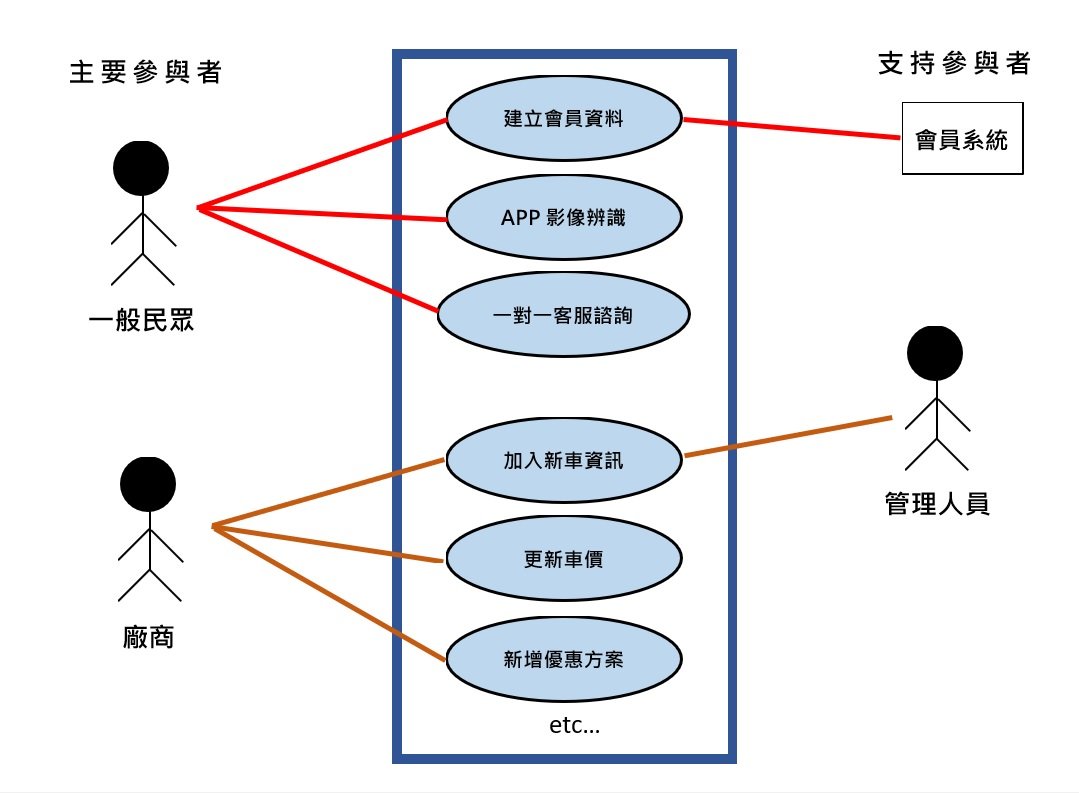 主要參與者
支持參與者
建立會員資料
會員系統
APP 影像辨識
一對一客服諮詢
一般民眾
加入新車資訊
管理人員
更新車價
廠商
新增優惠方案
etc...